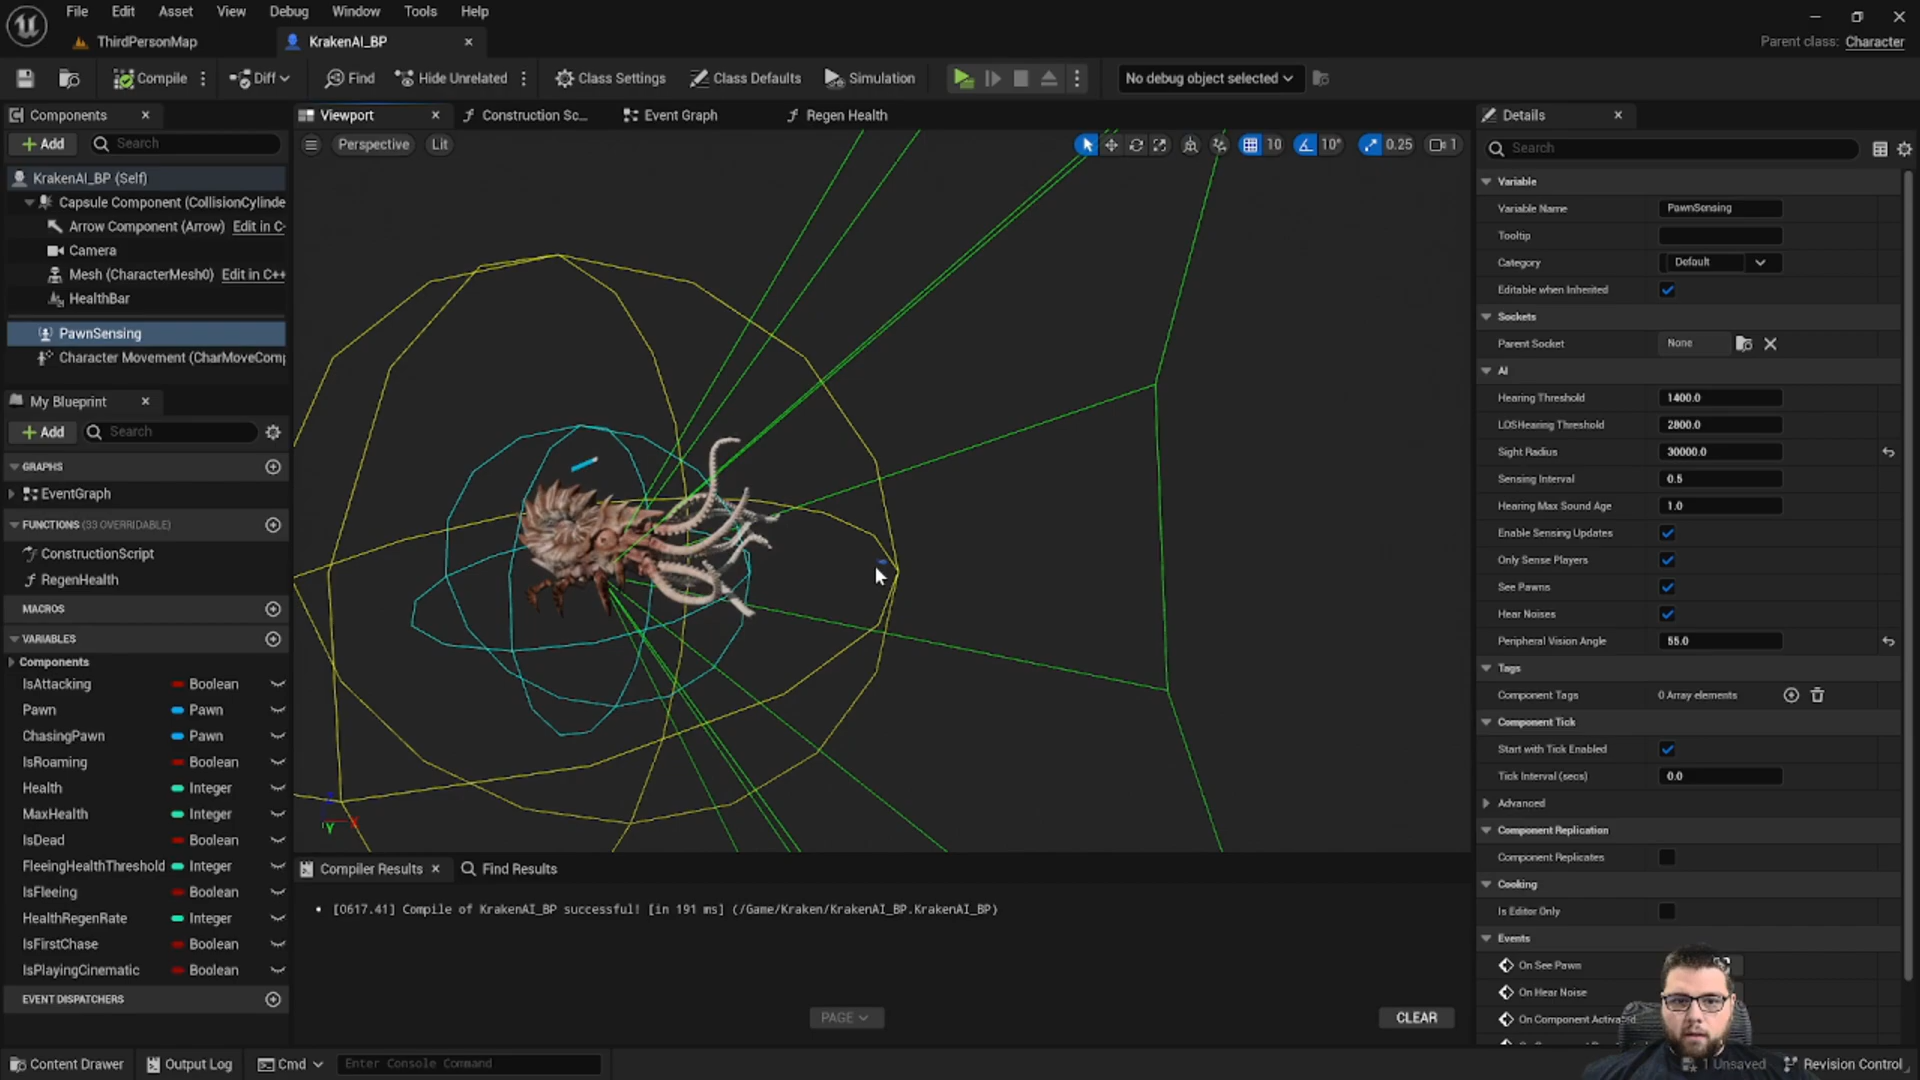 File Edit Asset View Debug Window Tools Help
ThirdPersonMap
KrakenAI_BP
Parent class: Character
Compile
Diff
Find
Hide Unrelated
Class Settings
Class Defaults
Simulation
No debug object selected
Components
Add
Search
KrakenAI_BP (Self)
Capsule Component (CollisionCylinde
Arrow Component (Arrow) Edit in C
Camera
Mesh (CharacterMesh0) Edit in C++
HealthBar
PawnSensing
Character Movement (CharMoveComp
My Blueprint
Add
Search
GRAPHS
EventGraph
FUNCTIONS (33 OVERRIDABLE)
ConstructionScript
RegenHealth
MACROS
VARIABLES
Components
IsAttacking Boolean
Pawn Pawn
ChasingPawn Pawn
IsRoaming Boolean
Health Integer
MaxHealth Integer
IsDead Boolean
FleeingHealthThreshold Integer
IsFleeing Boolean
HealthRegenRate Integer
IsFirstChase Boolean
IsPlayingCinematic Boolean
EVENT DISPATCHERS
Viewport
Construction Sc...
Event Graph
Regen Health
Perspective
Lit
10
10°
0.25
1
Y
Compiler Results
Find Results
[0617.41] Compile of KrakenAI_BP successful! [in 191 ms] (/Game/Kraken/KrakenAI_BP.KrakenAI_BP)
PAGE
CLEAR
Details
Search
Variable
Variable Name PawnSensing
Tooltip
Category Default
Editable when Inherited
Sockets
Parent Socket None
AI
Hearing Threshold 1400.0
LOSHearing Threshold 2800.0
Sight Radius 30000.0
Sensing Interval 0.5
Hearing Max Sound Age 1.0
Enable Sensing Updates
Only Sense Players
See Pawns
Hear Noises
Peripheral Vision Angle 55.0
Tags
Component Tags 0 Array elements
Component Tick
Start with Tick Enabled
Tick Interval (secs) 0.0
Advanced
Component Replication
Component Replicates
Cooking
Is Editor Only
Events
On See Pawn
On Hear Noise
On Component Activa
Content Drawer
Output Log
Cmd
Enter Console Command
1 Unsaved
Revision Control